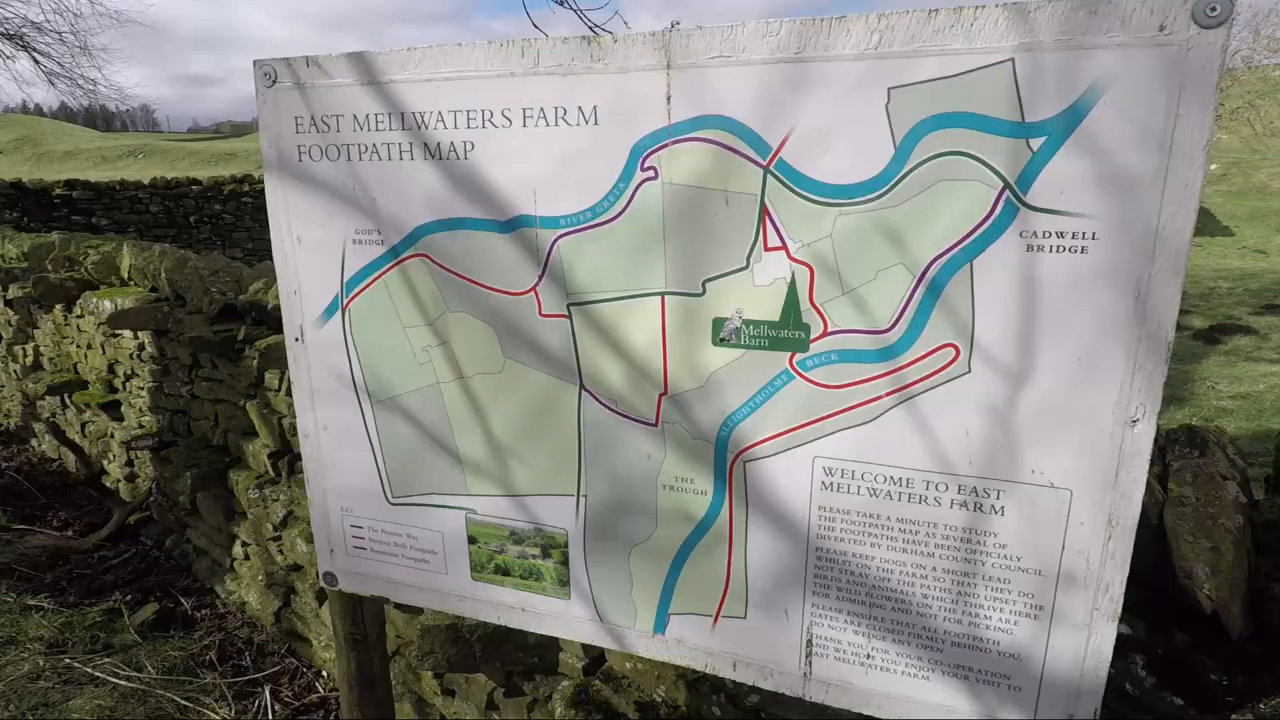 EAST MELLWATERS FARM
FOOTPATH MAP
GOD'S
BRIDGE
RIVER GRETA
CADWELL
BRIDGE
Mellwaters
Barn
SLEIGHTHOLME BECK
THE
TROUGH
KEY
The Pennine Way
Footpaths
Permissive Footpaths
WELCOME TO EAST
MELLWATERS FARM
PLEASE TAKE A MINUTE TO STUDY
THE FOOTPATH MAP AS SEVERAL OF
THE FOOTPATHS HAVE BEEN OFFICIALY
DIVERTED BY DURHAM COUNTY COUNCIL.
PLEASE KEEP DOGS ON A SHORT LEAD
WHILST ON THE FARM SO THAT THEY DO
NOT STRAY OFF THE PATHS AND UPSET THE
BIRDS AND ANIMALS WHICH THRIVE HERE.
THE WILD FLOWERS ON THE FARM ARE
FOR ADMIRING AND NOT FOR PICKING.
PLEASE ENSURE THAT ALL FOOTPATH
GATES ARE CLOSED FIRMLY BEHIND YOU,
DO NOT WEDGE ANY OPEN.
THANK YOU FOR YOUR CO-OPERATION
AND WE HOPE YOU ENJOY YOUR VISIT TO
EAST MELLWATERS FARM.